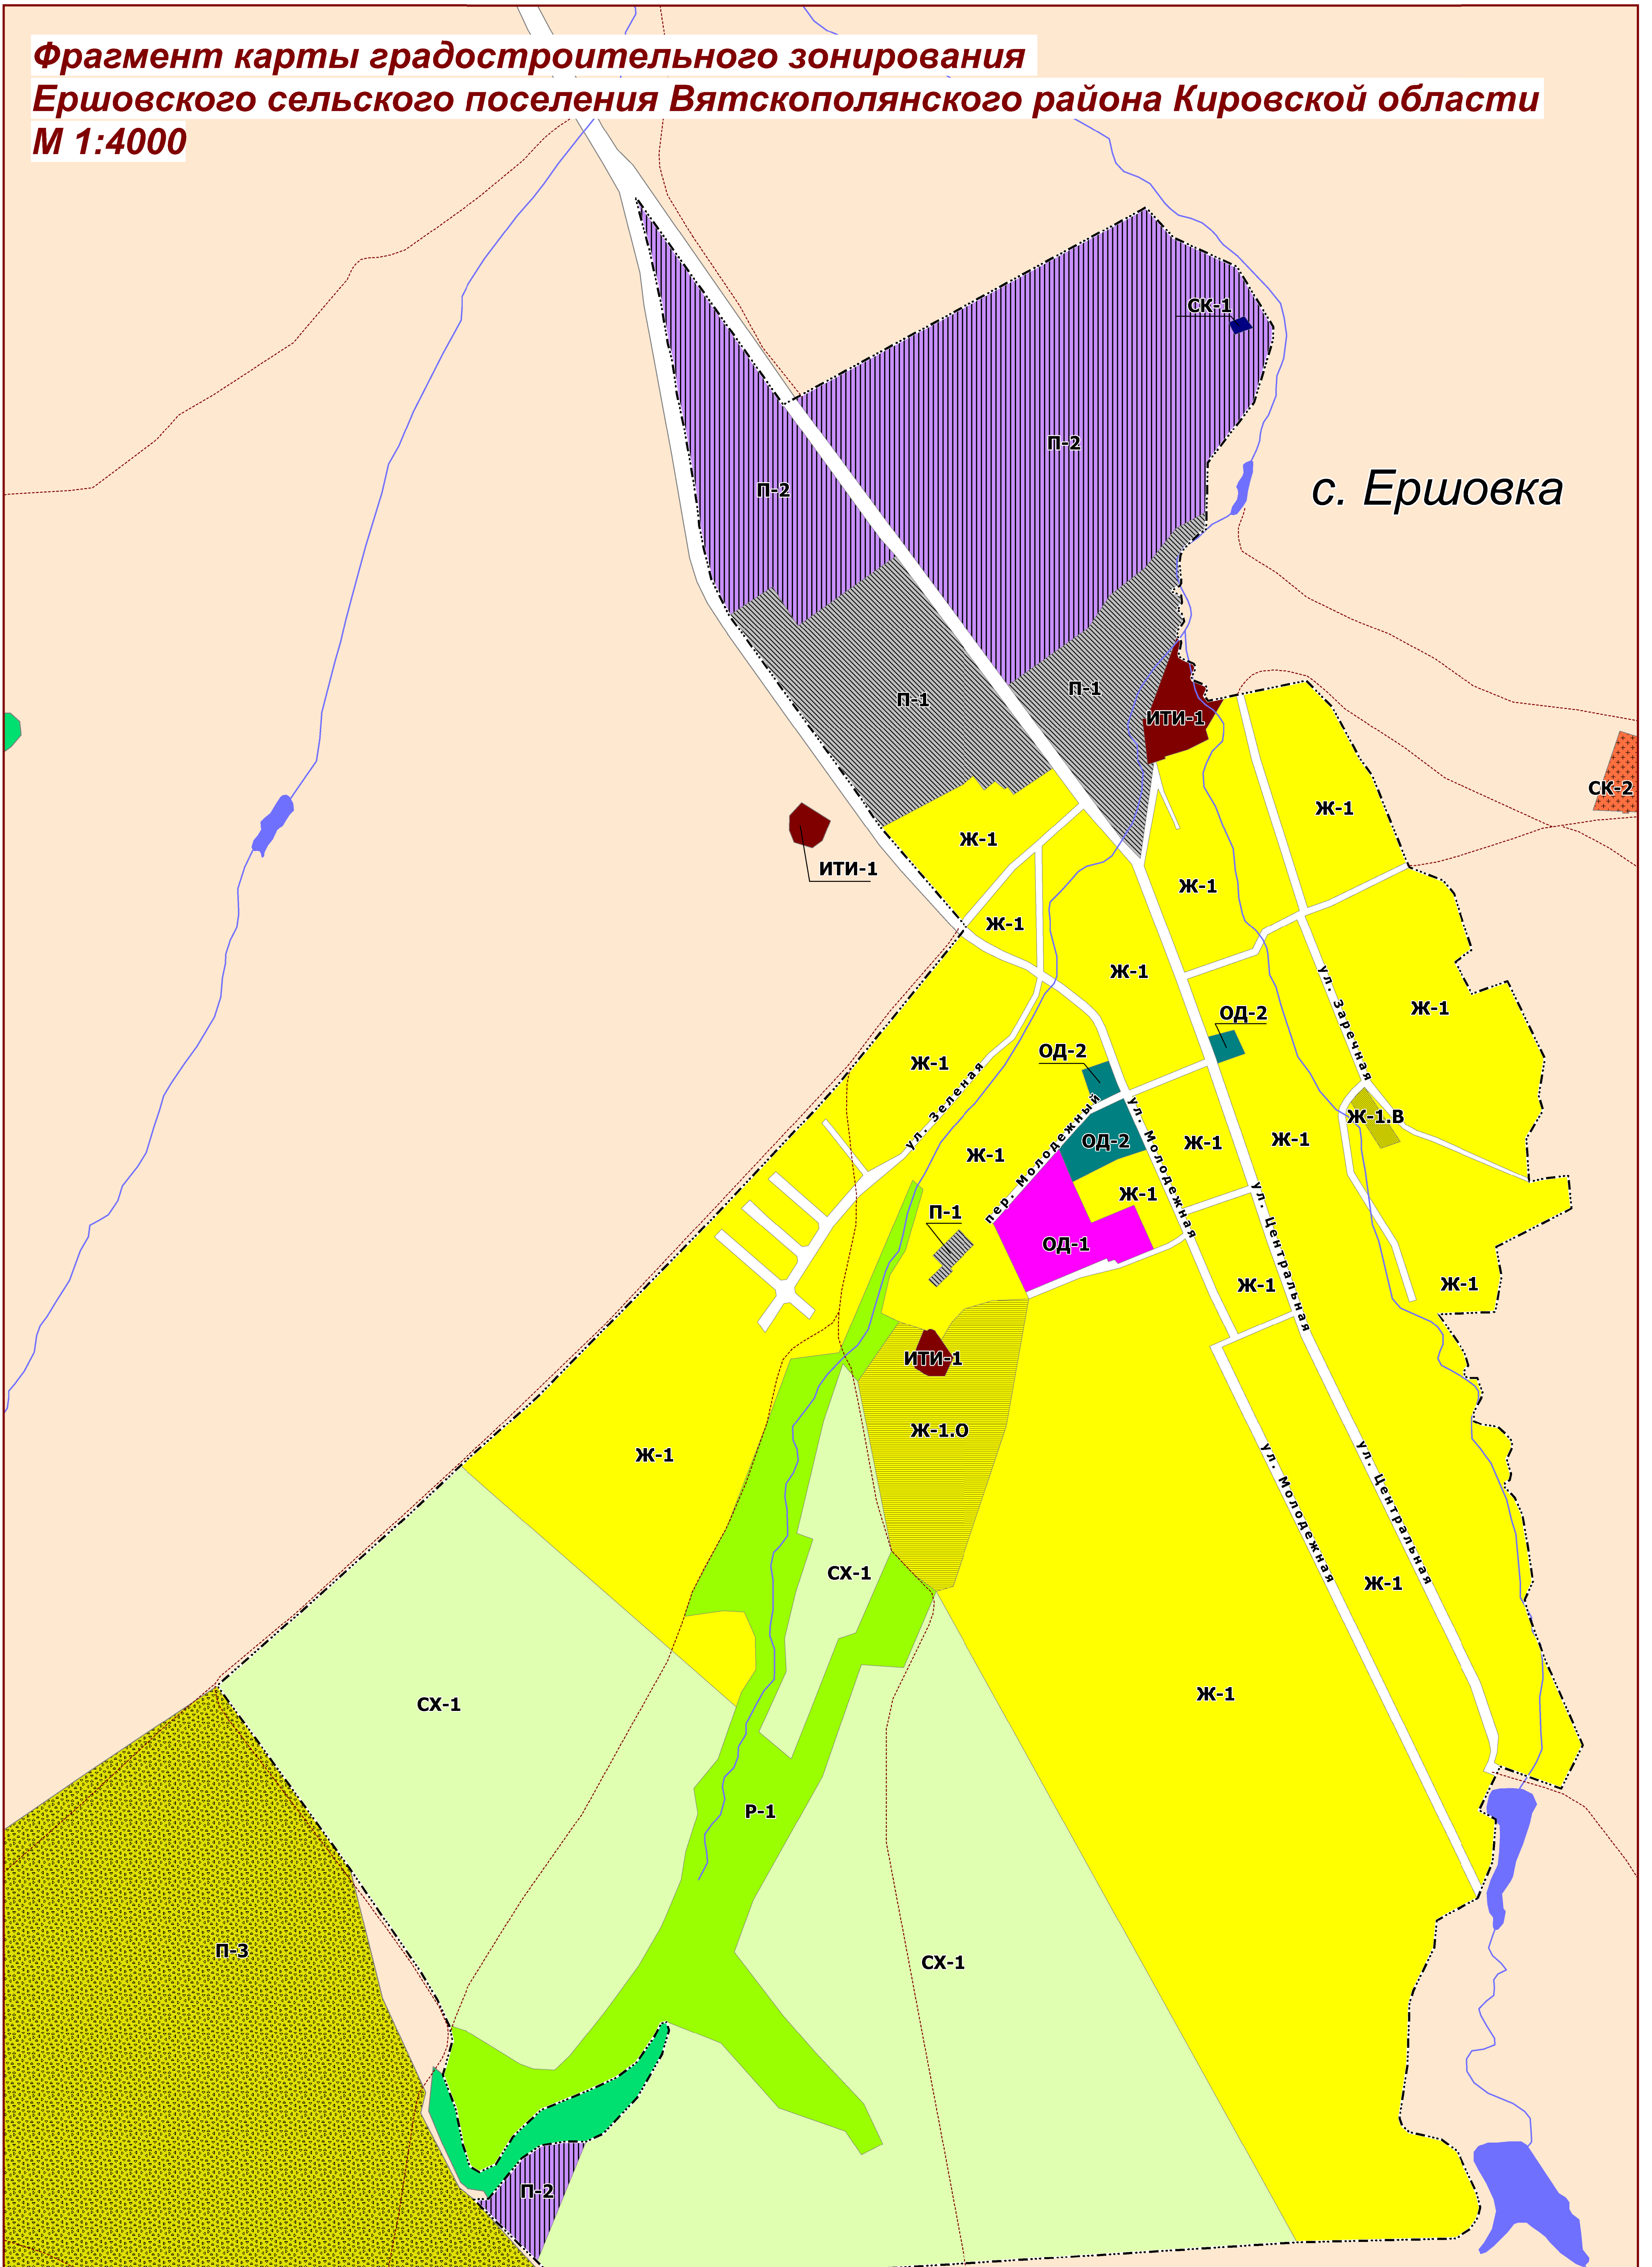 Фрагмент карты градостроительного зонирования
Ершовского сельского поселения Вятскополянского района Кировской области
М 1:4000
СК-1
П-2
П-2
с. Ершовка
П-1
П-1
ИТИ-1
СК-2
Ж-1
Ж-1
ИТИ-1
Ж-1
Ж-1
Ж-1
ул. Заречная
Ж-1
ОД-2
ОД-2
Ж-1
ул. Зеленая
Ж-1.В
пер. Молодежный
ул. Молодежная
ОД-2
Ж-1
Ж-1
Ж-1
Ж-1
ул. Центральная
П-1
ОД-1
Ж-1
Ж-1
ИТИ-1
Ж-1.О
Ж-1
ул. Молодежная
ул. Центральная
СХ-1
Ж-1
Ж-1
СХ-1
Р-1
П-3
СХ-1
П-2